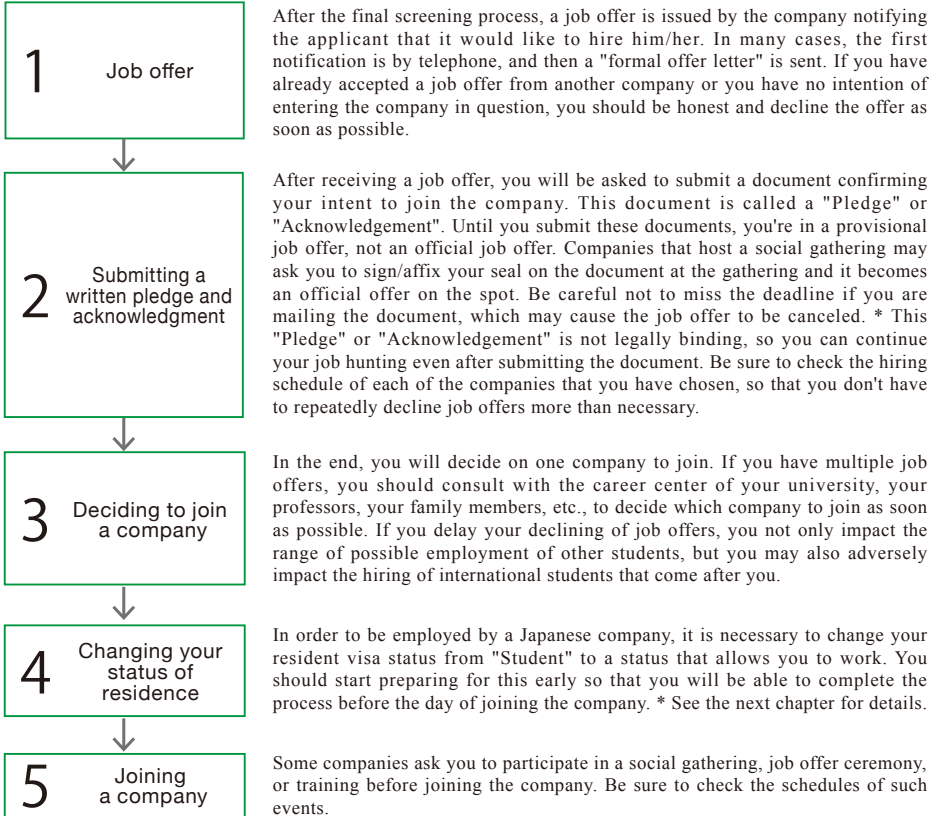 1
Job offer
After the final screening process, a job offer is issued by the company notifying
the applicant that it would like to hire him/her. In many cases, the first
notification is by telephone, and then a "formal offer letter" is sent. If you have
already accepted a job offer from another company or you have no intention of
entering the company in question, you should be honest and decline the offer as
soon as possible.
2
Submitting a
written pledge and
acknowledgment
After receiving a job offer, you will be asked to submit a document confirming
your intent to join the company. This document is called a "Pledge" or
"Acknowledgement". Until you submit these documents, you're in a provisional
job offer, not an official job offer. Companies that host a social gathering may
ask you to sign/affix your seal on the document at the gathering and it becomes
an official offer on the spot. Be careful not to miss the deadline if you are
mailing the document, which may cause the job offer to be canceled. * This
"Pledge" or "Acknowledgement" is not legally binding, so you can continue
your job hunting even after submitting the document. Be sure to check the hiring
schedule of each of the companies that you have chosen, so that you don't have
to repeatedly decline job offers more than necessary.
3
Deciding to join
a company
In the end, you will decide on one company to join. If you have multiple job
offers, you should consult with the career center of your university, your
professors, your family members, etc., to decide which company to join as soon
as possible. If you delay your declining of job offers, you not only impact the
range of possible employment of other students, but you may also adversely
impact the hiring of international students that come after you.
4
Changing your
status of
residence
In order to be employed by a Japanese company, it is necessary to change your
resident visa status from "Student" to a status that allows you to work. You
should start preparing for this early so that you will be able to complete the
process before the day of joining the company. * See the next chapter for details.
5
Joining
a company
Some companies ask you to participate in a social gathering, job offer ceremony,
or training before joining the company. Be sure to check the schedules of such
events.